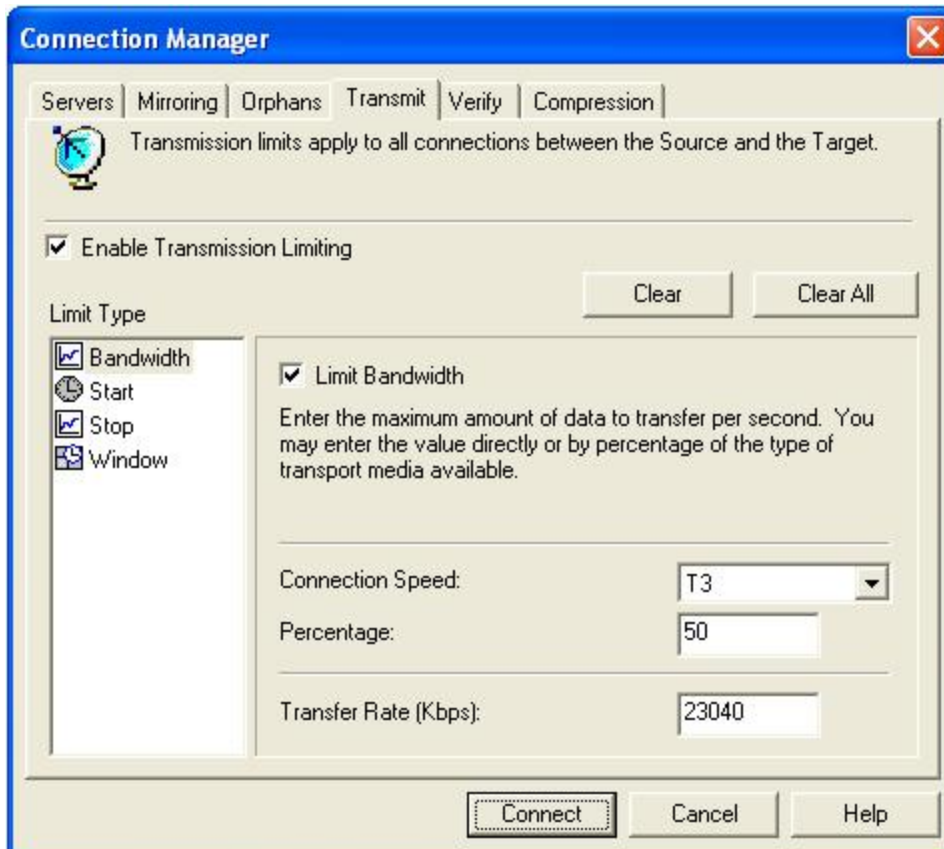 Connection Manager
Servers Mirroring Orphans Transmit Verify Compression
Transmission limits apply to all connections between the Source and the Target.
Enable Transmission Limiting
Clear Clear All
Limit Type
Bandwidth
Start
Stop
Window
Limit Bandwidth
Enter the maximum amount of data to transfer per second. You
may enter the value directly or by percentage of the type of
transport media available.
Connection Speed: T3
Percentage: 50
Transfer Rate (Kbps): 23040
Connect Cancel Help